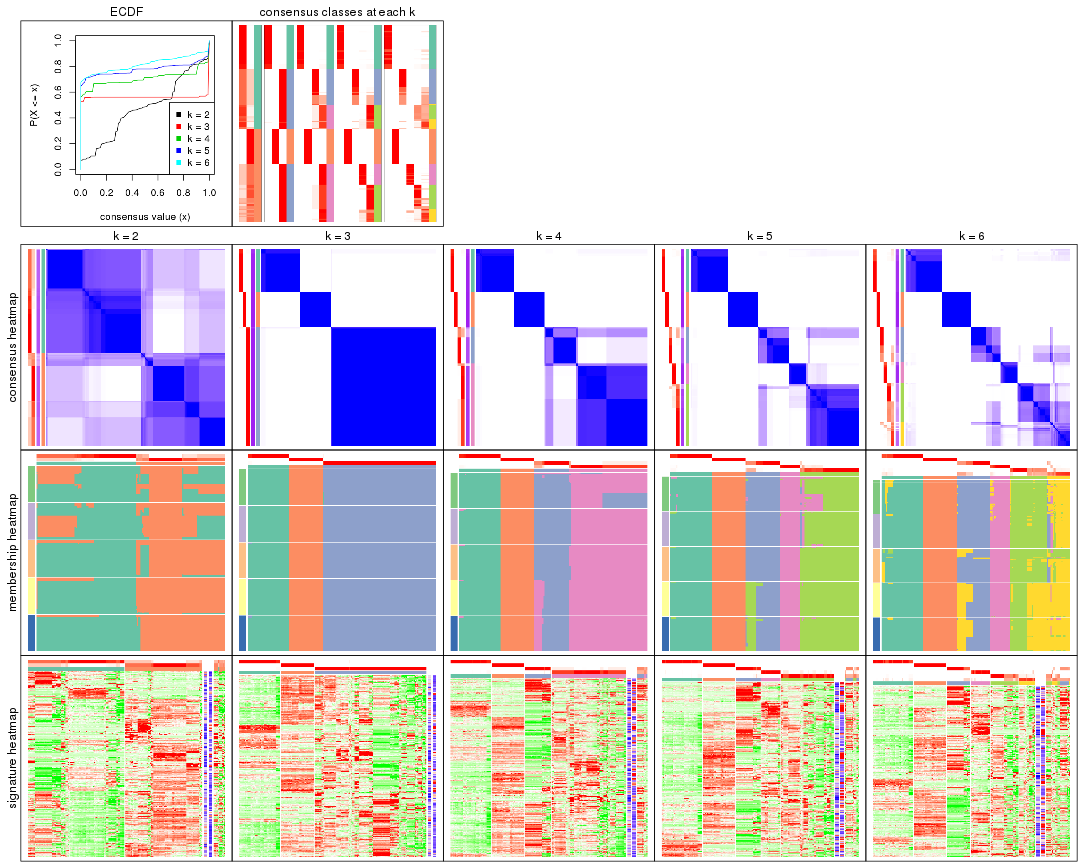 ECDF
consensus classes at each k
P(X <= x)
1.0
0.8
0.6
0.4
0.2
0.0
k = 2
k = 3
k = 4
k = 5
k = 6
0.0 0.2 0.4 0.6 0.8 1.0
consensus value (x)
k = 2
k = 3
k = 4
k = 5
k = 6
consensus heatmap
membership heatmap
signature heatmap